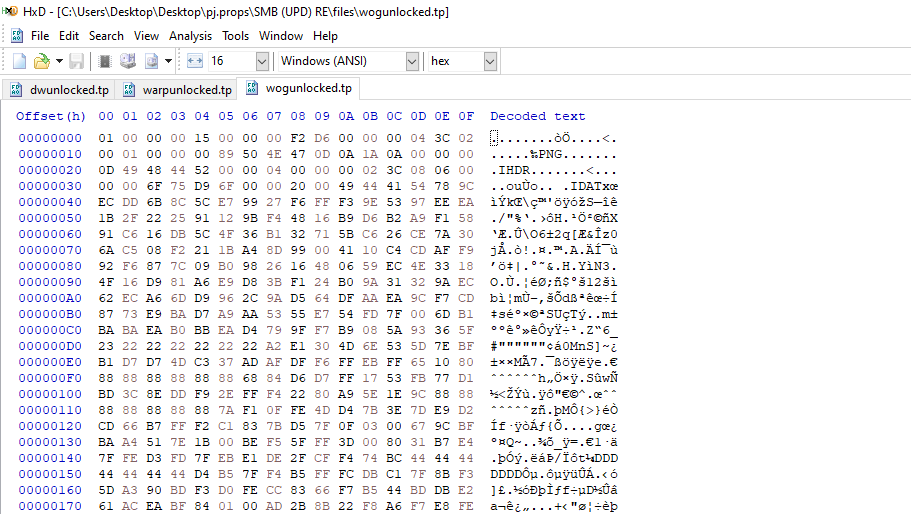 HxD - [C:\Users\Desktop\Desktop\pj.props\SMB (UPD) RE\files\wogunlocked.tp]
File Edit Search View Analysis Tools Window Help
16 Windows (ANSI) hex
dwunlocked.tp warpunlocked.tp wogunlocked.tp
Offset(h) 00 01 02 03 04 05 06 07 08 09 0A 0B 0C 0D 0E 0F Decoded text
00000000 01 00 00 00 15 00 00 00 F2 D6 00 00 00 04 3C 02 ........òÖ....<.
00000010 00 01 00 00 00 89 50 4E 47 0D 0A 1A 0A 00 00 00 .....‰PNG.......
00000020 0D 49 48 44 52 00 00 04 00 00 00 02 3C 08 06 00 .IHDR.......<...
00000030 00 00 6F 75 D9 6F 00 00 20 00 49 44 41 54 78 9C ..ouÙo.. .IDATxœ
00000040 EC DD 6B 8C 5C E7 99 27 F6 FF F3 9E 53 97 EE EA ìÝkŒ\ç™'öÿóžS—îê
00000050 1B 2F 22 25 91 12 9B F4 48 16 B9 D6 B2 A9 F1 58 ./"%‘.›ôH.¹Ö²©ñX
00000060 91 C6 16 DB 5C 4F 36 B1 32 71 5B C6 26 CE 7A 30 ‘Æ.Û\O6±2q[Æ&Îz0
00000070 6A C5 08 F2 21 1B A4 8D 99 00 41 10 C4 CD AF F9 jÅ.ò!.¤.™.A.ÄÍ¯ù
00000080 92 F6 87 7C 09 B0 98 26 16 48 06 59 EC 4E 33 18 ’ö‡|.°˜&.H.YìN3.
00000090 4F 16 D9 81 A6 E9 D8 3B F1 24 B0 9A 31 32 9A EC O.Ù.¦éØ;ñ$°š12šì
000000A0 62 EC A6 6D D9 96 2C 9A D5 64 DF AA EA 9C F7 CD bì¦mÙ–,šÕdßªêœ÷Í
000000B0 87 73 E9 BA D7 A9 AA 53 55 E7 54 FD 7F 00 6D B1 ‡séº×©ªSUçTý..m±
000000C0 BA BA EA B0 BB EA D4 79 9F F7 B9 08 5A 93 36 5F ººê°»êÔyŸ÷¹.Z“6_
000000D0 23 22 22 22 22 22 22 A2 E1 30 4D 6E 53 5D 7E BF #""""""¢á0MnS]~¿
000000E0 B1 D7 D7 4D C3 37 AD AF DF F6 FF EB FF 65 10 80 ±××MÃ7.¯ßöÿëÿe.€
000000F0 88 88 88 88 88 88 68 84 D6 D7 FF 17 53 FB 77 D1 ˆˆˆˆˆˆh„Ö×ÿ.SûwÑ
00000100 BD 3C 8E DD F9 2E FF F4 22 80 A9 5E 1E 9C 88 88 ½<ŽÝù.ÿô"€©^.œˆˆ
00000110 88 88 88 88 88 7A F1 0F FE 4D D4 7B 3E 7D E9 D2 ˆˆˆˆˆzñ.þMÔ{>}éÒ
00000120 CD 66 B7 FF F2 C1 83 7B D5 7F 0F 03 00 67 9C BF Íf·ÿòÁƒ{Õ....gœ¿
00000130 BA A4 51 7E 1B 00 BE F5 5F FF 3D 00 80 31 B7 E4 º¤Q~..¾õ_ÿ=.€1·ä
00000140 7F FE D3 FD 7F EB E1 DE 2F CF F4 74 BC 44 44 44 .þÓý.ëáÞ/Ïôt¼DDD
00000150 44 44 44 44 D4 B5 7F F4 B5 FF FC DB C1 7F 8B F3 DDDDÔµ.ôµÿüÛÁ.‹ó
00000160 5D A3 90 BD F3 D0 FE CC 83 66 F7 B5 44 BD DB E2 ]£.½óÐþÌƒf÷µD½Ûâ
00000170 61 AC EA BF 84 01 00 AD 2B 8B 22 F8 A6 F7 E8 FE a¬ê¿„...+‹"ø¦÷èþ